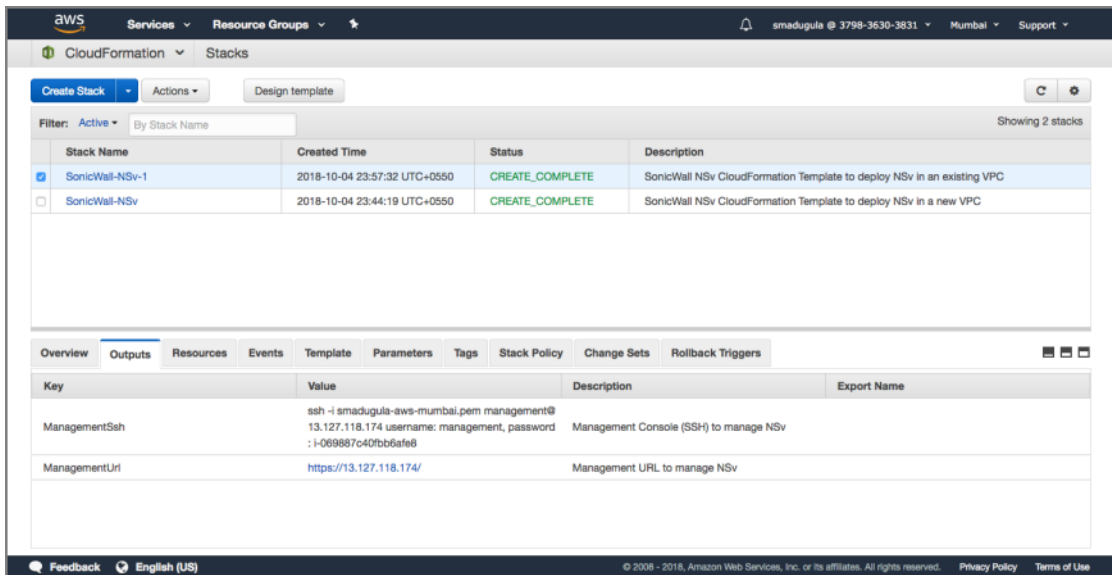 aws
Services
Resource Groups
smadugula @ 3798-3630-3831
Mumbai
Support
CloudFormation
Stacks
Create Stack
Actions
Design template
Filter: Active
By Stack Name
Showing 2 stacks
Stack Name
Created Time
Status
Description
SonicWall-NSv-1
2018-10-04 23:57:32 UTC+0550
CREATE_COMPLETE
SonicWall NSv CloudFormation Template to deploy NSv in an existing VPC
SonicWall-NSv
2018-10-04 23:44:19 UTC+0550
CREATE_COMPLETE
SonicWall NSv CloudFormation Template to deploy NSv in a new VPC
Overview
Outputs
Resources
Events
Template
Parameters
Tags
Stack Policy
Change Sets
Rollback Triggers
Key
Value
Description
Export Name
ManagementSsh
ssh -i smadugula-aws-mumbai.pem management@
13.127.118.174 username: management, password
: i-069887c40fbb6afe8
Management Console (SSH) to manage NSv
ManagementUrl
https://13.127.118.174/
Management URL to manage NSv
Feedback
English (US)
© 2008 - 2018, Amazon Web Services, Inc. or its affiliates. All rights reserved.
Privacy Policy
Terms of Use